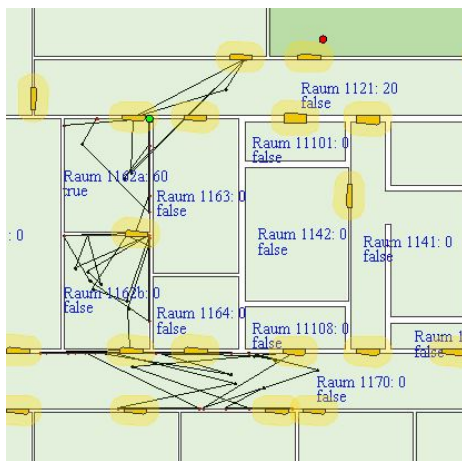 Raum 1121: 20
false
Raum 11101: 0
false
Raum 1162a: 60
true
Raum 1163: 0
false
: 0
Raum 1142: 0
false
Raum 1141: 0
false
Raum 1162b: 0
false
Raum 1164: 0
false
Raum 11108: 0
false
Raum 1
false
Raum 1170: 0
false